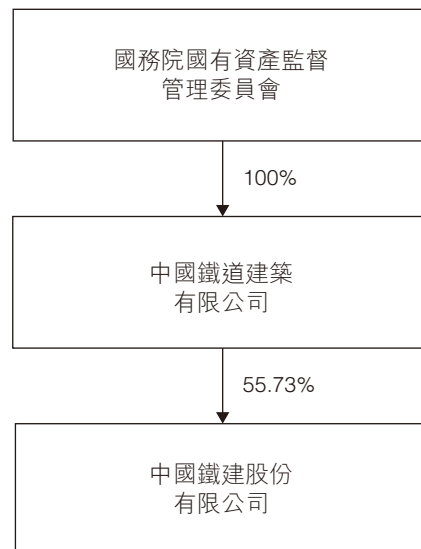 國務院國有資產監督
管理委員會
100%
中國鐵道建築
有限公司
55.73%
中國鐵建股份
有限公司